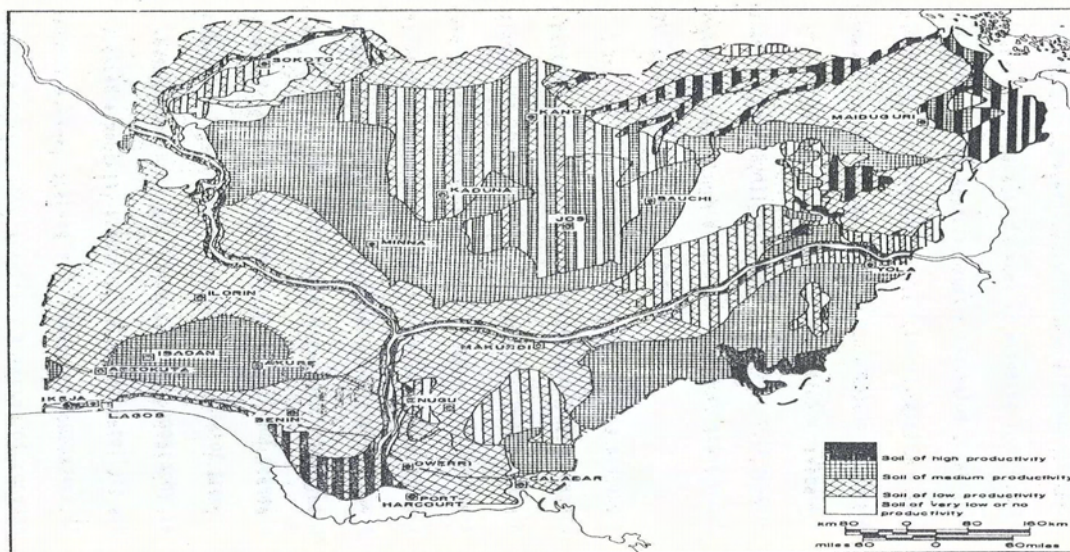 SOKOTO
KANO
MAIDUGURI
KADUNA
BAUCHI
JOS
MINNA
YOLA
ILORIN
MAKURDI
IBADAN
AKURE
ABEOKUTA
IKEJA
LAGOS
ENUGU
BENIN
OWERRI
CALABAR
PORT-
HARCOURT
Soil of high productivity
Soil of medium productivity
Soil of low productivity
Soil of very low or no
productivity
km 80 0 80 160 km
miles 60 0 60 miles